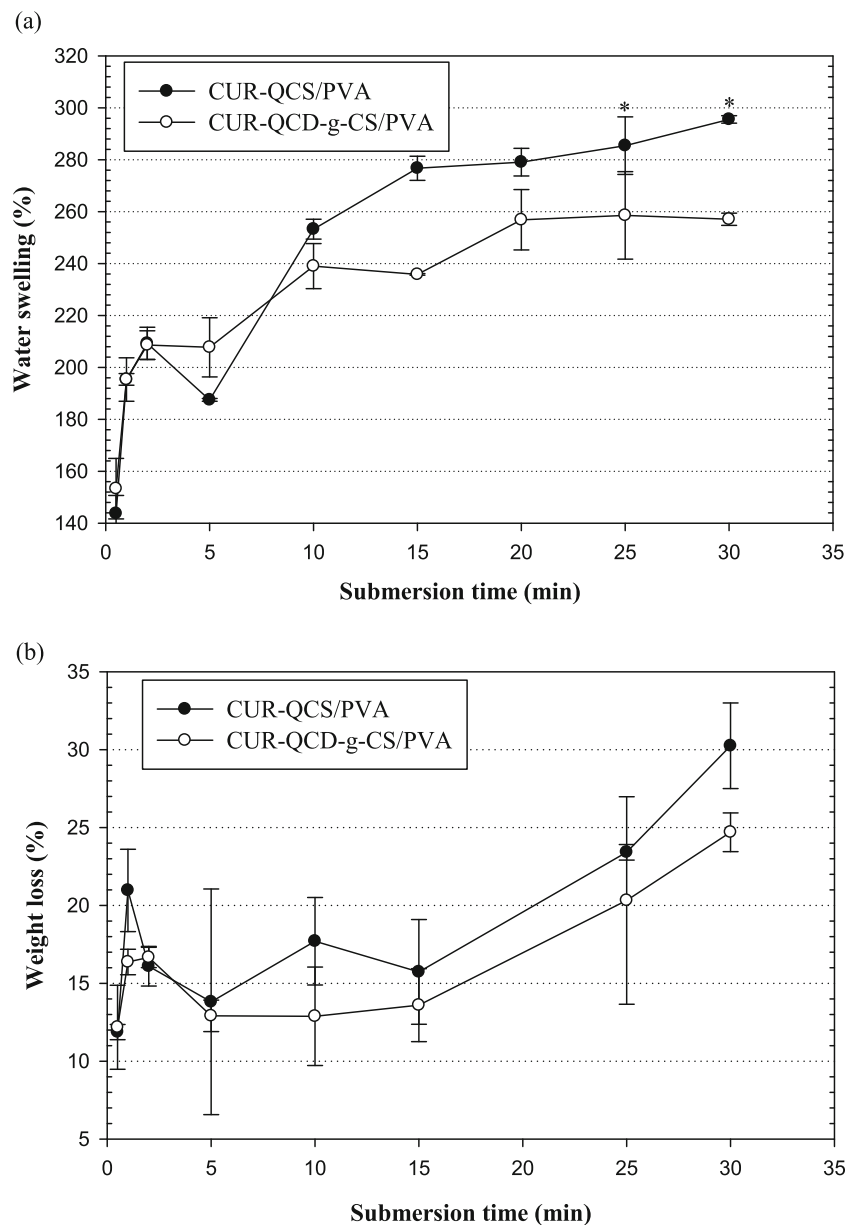 (a)
320
300
280
260
240
220
200
180
160
140
Water swelling (%)
CUR-QCS/PVA
CUR-QCD-g-CS/PVA
*
*
0 5 10 15 20 25 30 35
Submersion time (min)
(b)
35
30
25
20
15
10
5
Weight loss (%)
CUR-QCS/PVA
CUR-QCD-g-CS/PVA
0 5 10 15 20 25 30 35
Submersion time (min)